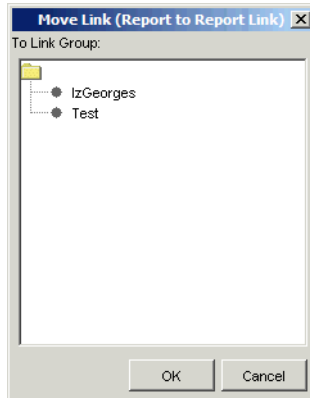 Move Link (Report to Report Link)
To Link Group:
IzGeorges
Test
OK Cancel